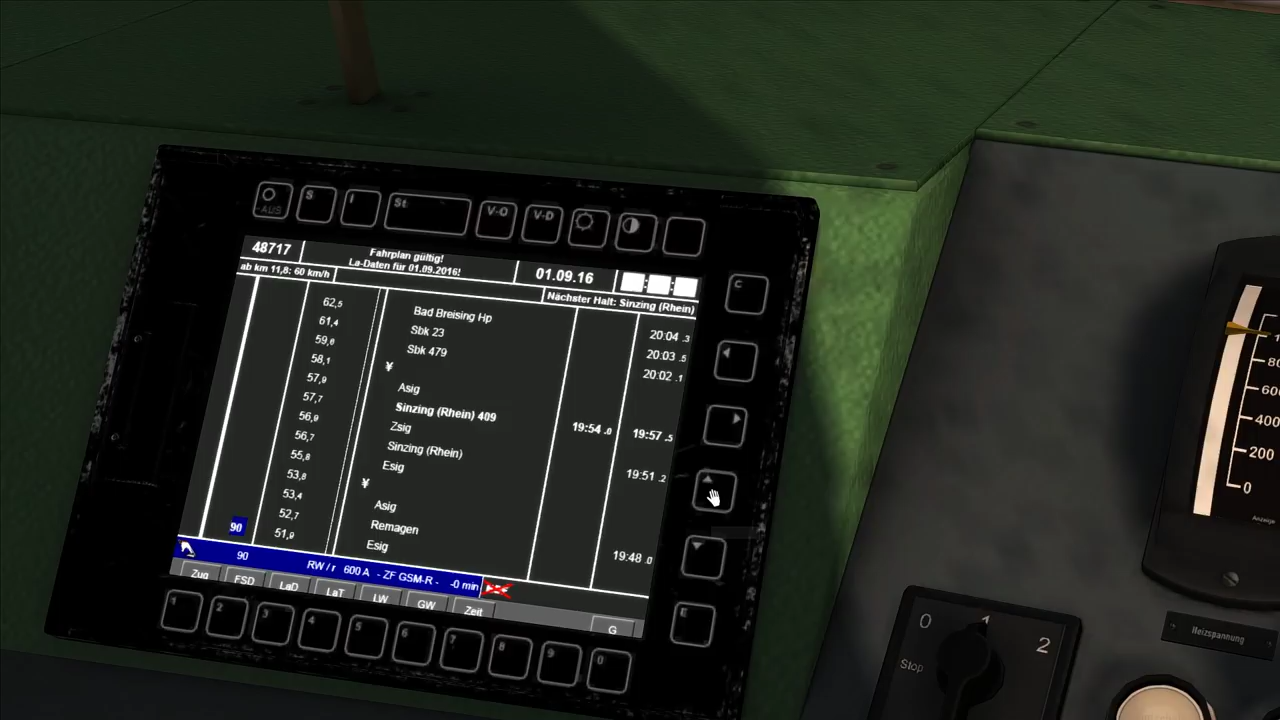 AUS S I St V-0 V-D
48717 Fahrplan gültig! 01.09.16
La-Daten für 01.09.2016!
ab km 11,8: 60 km/h Nächster Halt: Sinzing (Rhein)
62,5 Bad Breising Hp 20:04 .3
61,4 Sbk 23 20:03 .5
59,6 Sbk 479 20:02 .1
58,1 ¥
57,9 Asig
57,7 Sinzing (Rhein) 409 19:54 .0 19:57 .5
56,9 Zsig
56,7 Sinzing (Rhein) 19:51 .2
55,8 Esig
53,8 ¥
53,4 Asig
52,7 Remagen 19:48 .0
90 51,9 Esig
90 RW / r 600 A - ZF GSM-R - -0 min
Zug FSD LaD LaT LW GW Zeit G
1 2 3 4 5 6 7 8 9 0
C
E
800
600
400
200
0
Anzeige
Heizspannung
0 1 2
Stop